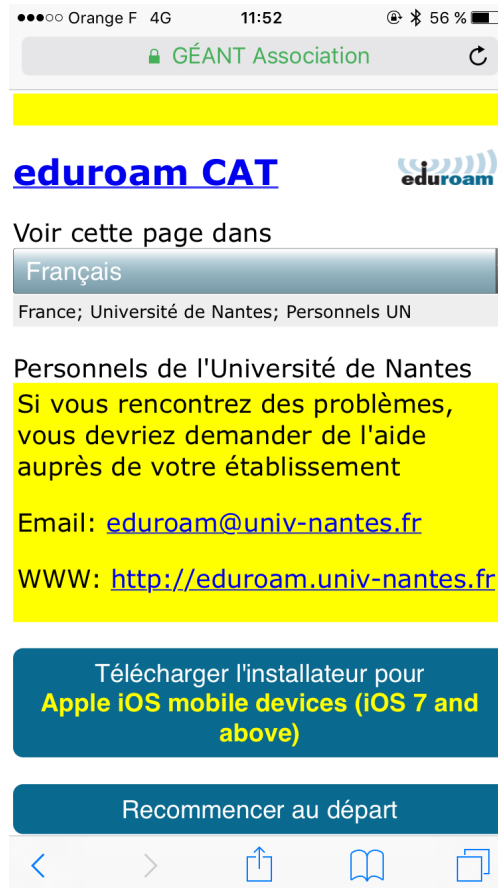 Orange F 4G 11:52 56 %
GÉANT Association
eduroam CAT
eduroam
Voir cette page dans
Français
France; Université de Nantes; Personnels UN
Personnels de l'Université de Nantes
Si vous rencontrez des problèmes,
vous devriez demander de l'aide
auprès de votre établissement
Email: eduroam@univ-nantes.fr
WWW: http://eduroam.univ-nantes.fr
Télécharger l'installateur pour
Apple iOS mobile devices (iOS 7 and
above)
Recommencer au départ